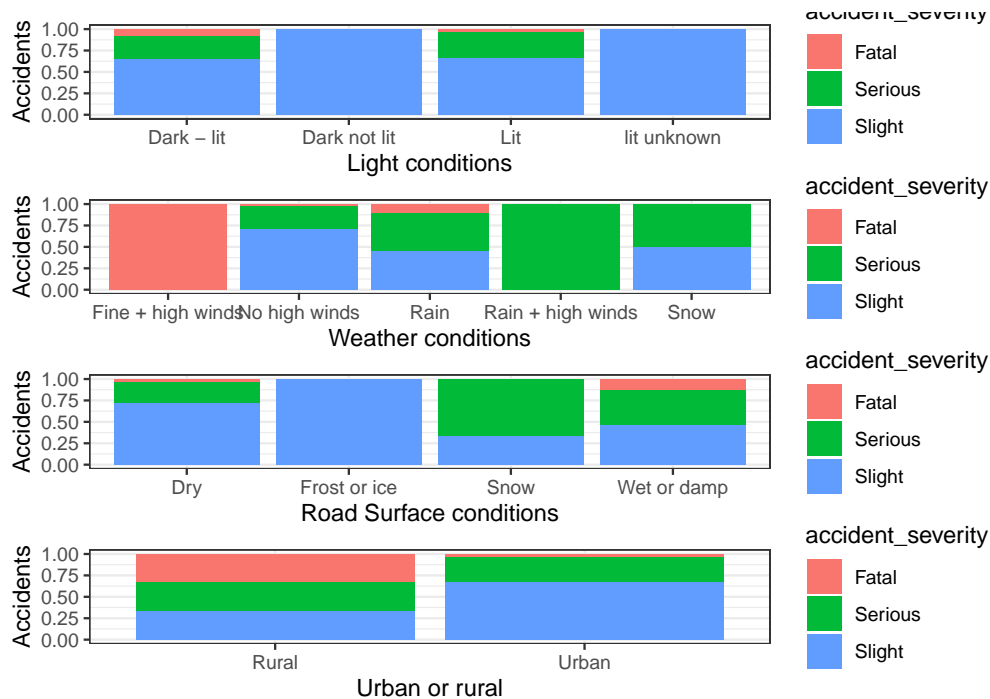 accident_severity
Fatal
Serious
Slight
Accidents
1.00
0.75
0.50
0.25
0.00
Dark − lit Dark not lit Lit lit unknown
Light conditions
accident_severity
Fatal
Serious
Slight
Accidents
1.00
0.75
0.50
0.25
0.00
Fine + high winds No high winds Rain Rain + high winds Snow
Weather conditions
accident_severity
Fatal
Serious
Slight
Accidents
1.00
0.75
0.50
0.25
0.00
Dry Frost or ice Snow Wet or damp
Road Surface conditions
accident_severity
Fatal
Serious
Slight
Accidents
1.00
0.75
0.50
0.25
0.00
Rural Urban
Urban or rural